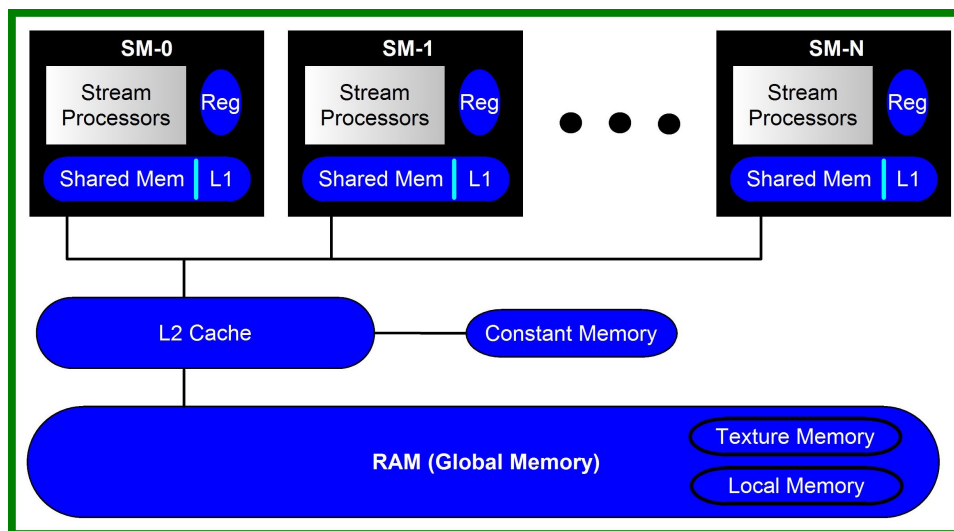 SM-0
SM-1
SM-N
Stream
Processors
Reg
Stream
Processors
Reg
Stream
Processors
Reg
Shared Mem
L1
Shared Mem
L1
Shared Mem
L1
L2 Cache
Constant Memory
RAM (Global Memory)
Texture Memory
Local Memory